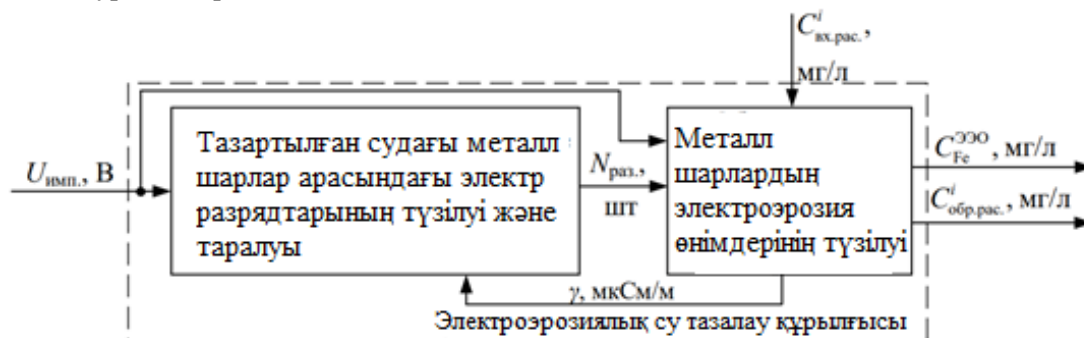 C^i_вх.рас.,
мг/л
U_имп., В
Тазартылған судағы металл
шарлар арасындағы электр
разрядтарының түзілуі және
таралуы
N_раз.,
шт
Металл
шарлардың
электроэрозия
өнімдерінің түзілуі
C^ЭЭО_Fe, мг/л
C^i_обр.рас., мг/л
γ, мкСм/м
Электроэрозиялық су тазалау құрылғысы